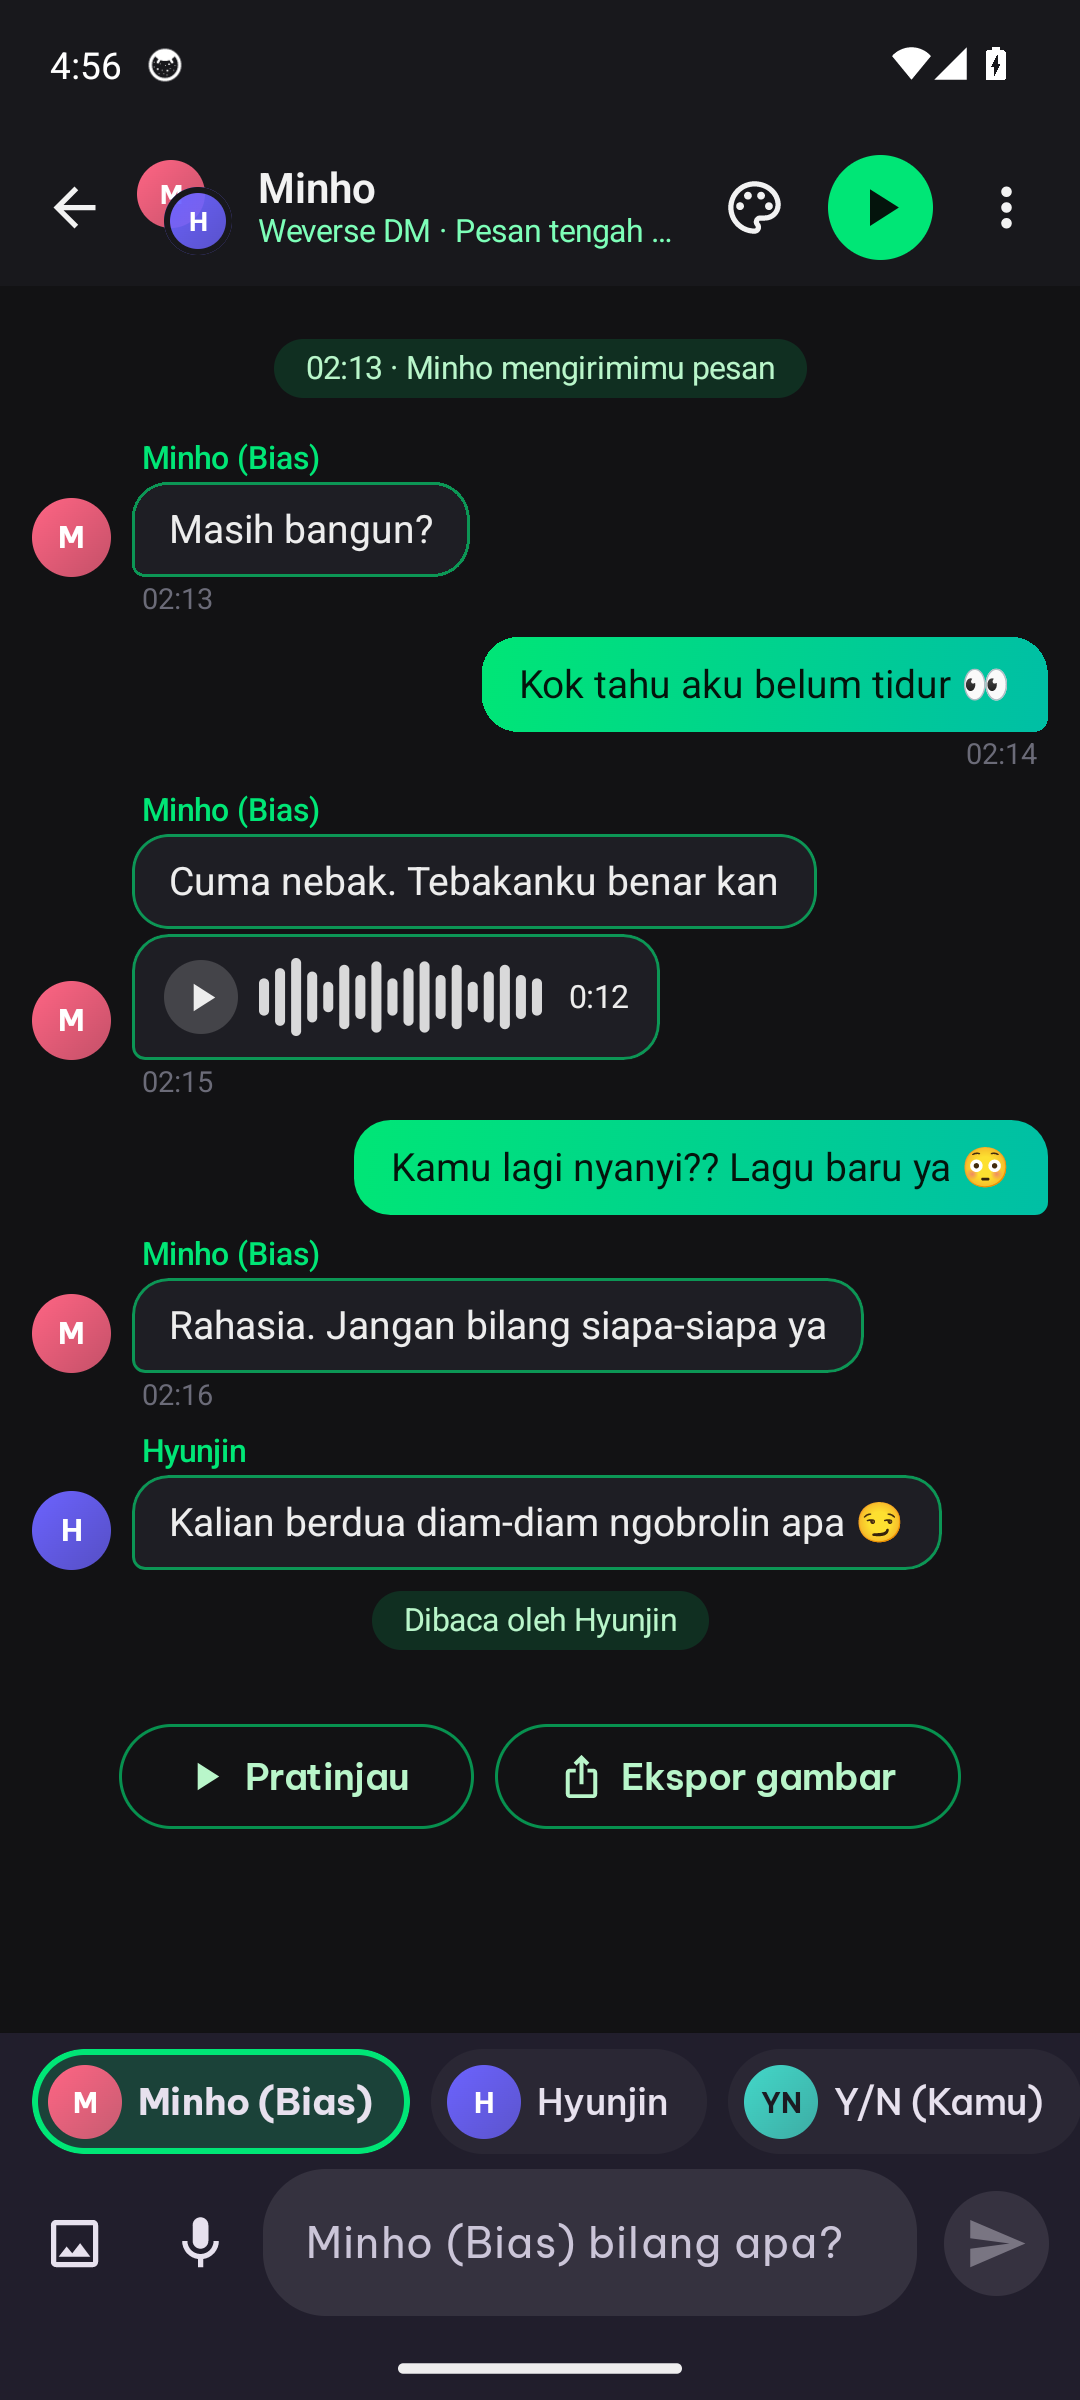 4:56
M
H
Minho
Weverse DM · Pesan tengah ...
02:13 · Minho mengirimimu pesan
Minho (Bias)
M
Masih bangun?
02:13
Kok tahu aku belum tidur 👀
02:14
Minho (Bias)
Cuma nebak. Tebakanku benar kan
M
0:12
02:15
Kamu lagi nyanyi?? Lagu baru ya 😳
Minho (Bias)
M
Rahasia. Jangan bilang siapa-siapa ya
02:16
Hyunjin
H
Kalian berdua diam-diam ngobrolin apa 😏
Dibaca oleh Hyunjin
Pratinjau
Ekspor gambar
M Minho (Bias)
H Hyunjin
YN Y/N (Kamu)
Minho (Bias) bilang apa?